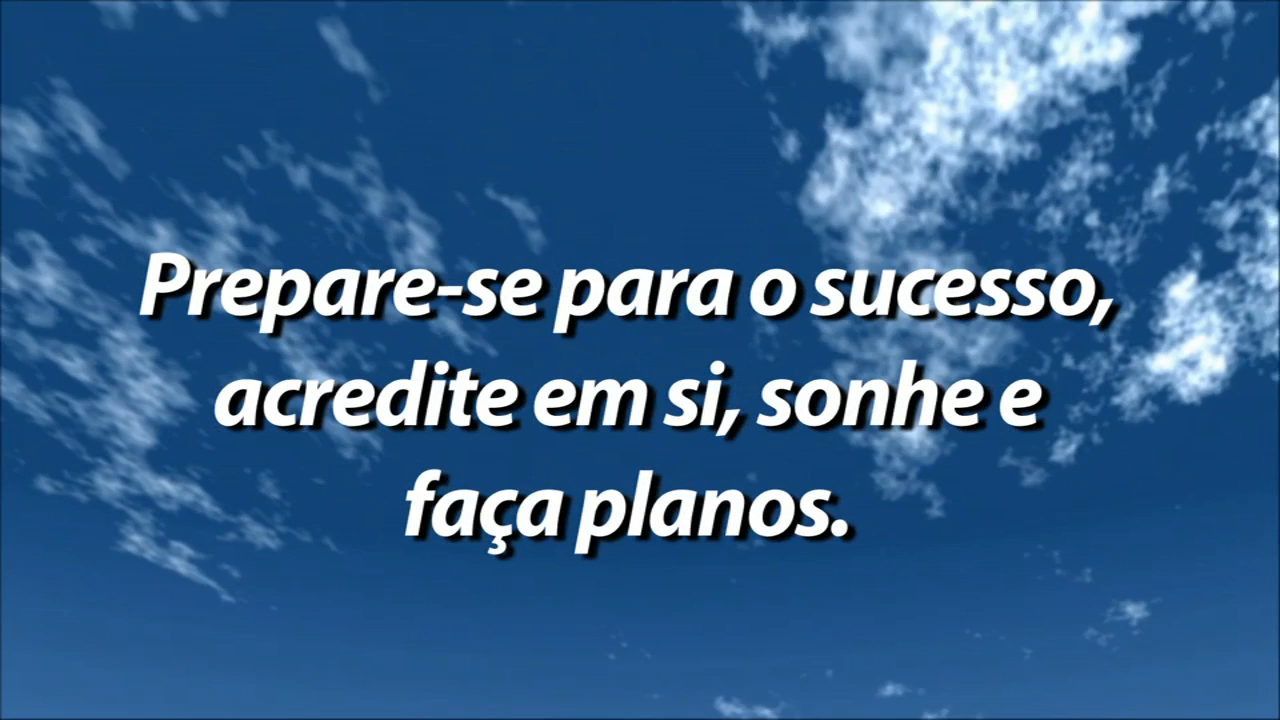 Prepare-se para o sucesso,
acredite em si, sonhe e
faça planos.